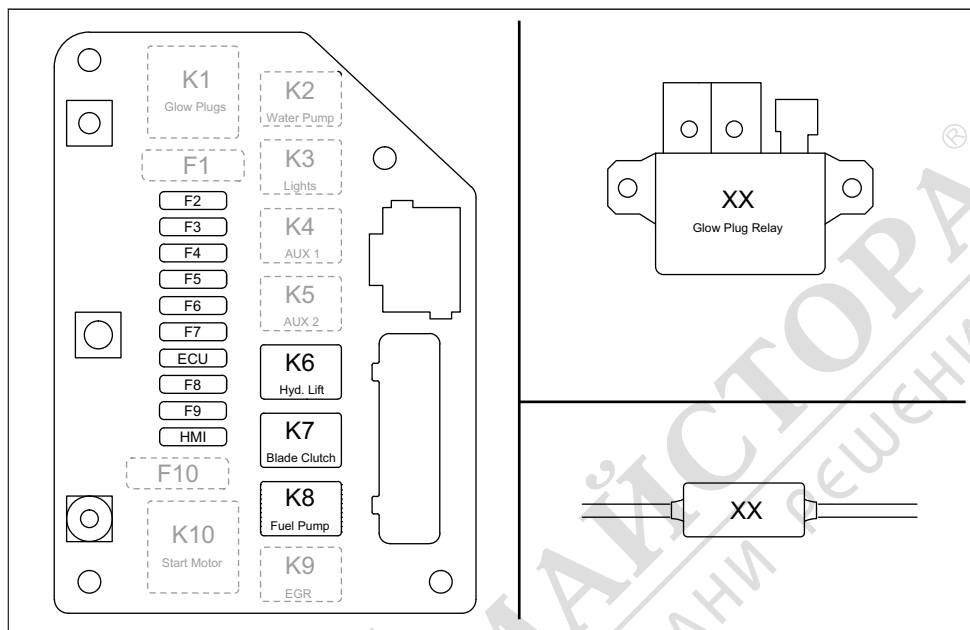 K1
Glow Plugs
F1
F2
F3
F4
F5
F6
F7
ECU
F8
F9
HMI
F10
K10
Start Motor
K2
Water Pump
K3
Lights
K4
AUX 1
K5
AUX 2
K6
Hyd. Lift
K7
Blade Clutch
K8
Fuel Pump
K9
EGR
XX
Glow Plug Relay
XX
МАЙСТОРА
®